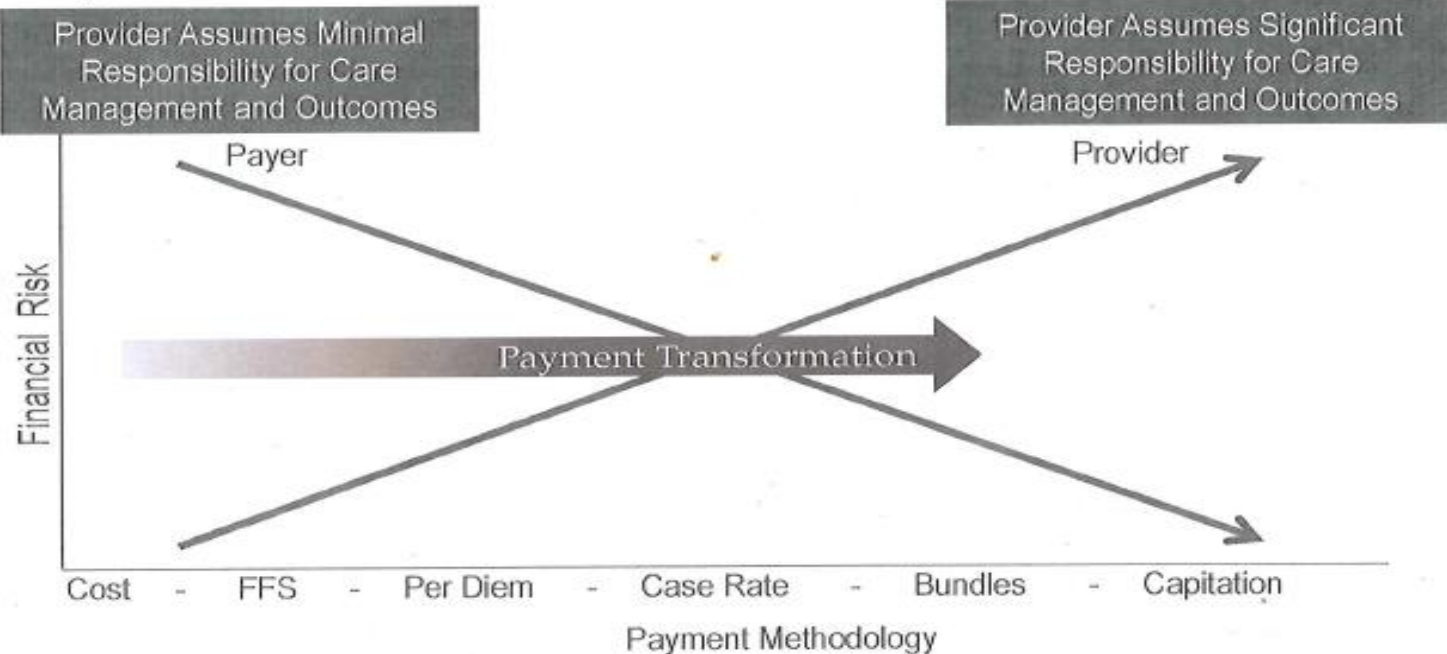 Provider Assumes Minimal
Responsibility for Care
Management and Outcomes
Provider Assumes Significant
Responsibility for Care
Management and Outcomes
Payer
Provider
Financial Risk
Payment Transformation
Cost - FFS - Per Diem - Case Rate - Bundles - Capitation
Payment Methodology